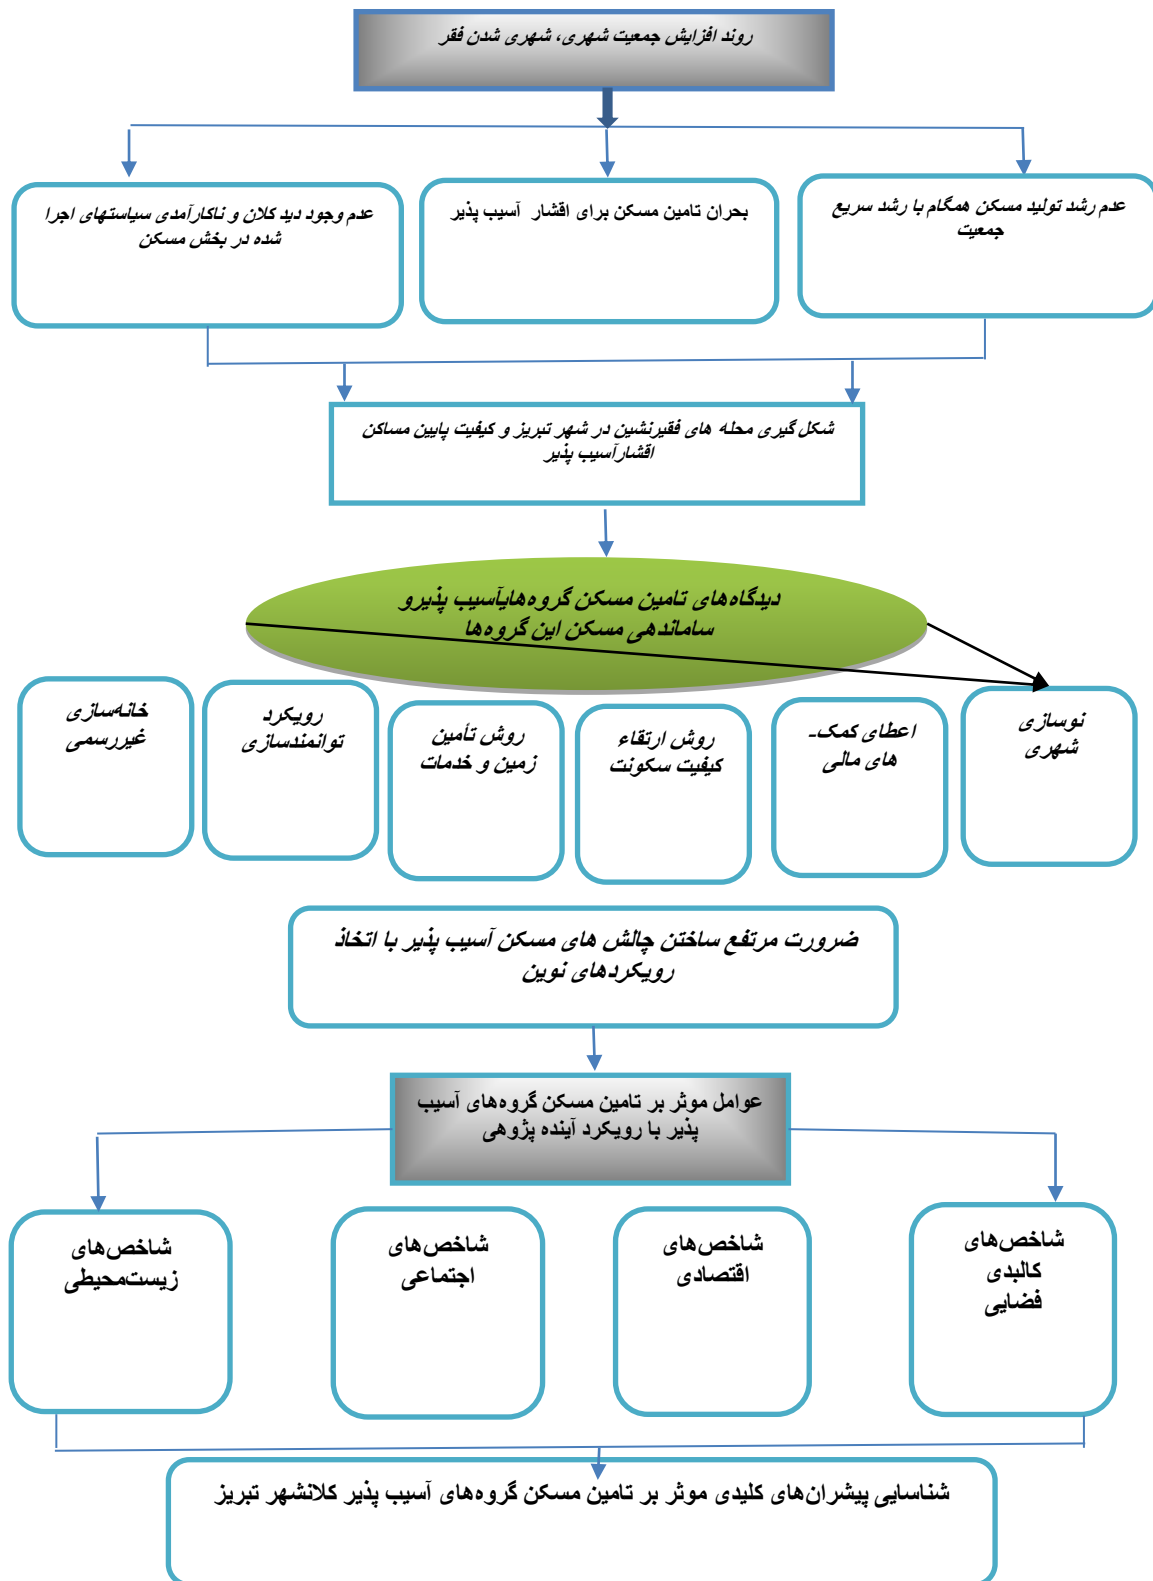 روند افزایش جمعیت شهری، شهری شدن فقر
عدم رشد تولید مسکن همگام با رشد سریع
جمعیت
بحران تامین مسکن برای اقشار آسیب پذیر
عدم وجود دید کلان و ناکارآمدی سیاستهای اجرا
شده در بخش مسکن
شکل گیری محله های فقیرنشین در شهر تبریز و کیفیت پایین مساکن
اقشارآسیب پذیر
دیدگاه‌های تامین مسکن گروه‌هایآسیب پذیرو
ساماندهی مسکن این گروه‌ها
نوسازی
شهری
اعطای کمک-
های مالی
روش ارتقاء
کیفیت سکونت
روش تأمین
زمین و خدمات
رویکرد
توانمندسازی
خانه‌سازی
غیررسمی
ضرورت مرتفع ساختن چالش های مسکن آسیب پذیر با اتخاذ
رویکردهای نوین
عوامل موثر بر تامین مسکن گروه‌های آسیب
پذیر با رویکرد آینده پژوهی
شاخص‌های
کالبدی
فضایی
شاخص‌های
اقتصادی
شاخص‌های
اجتماعی
شاخص‌های
زیست‌محیطی
شناسایی پیشران‌های کلیدی موثر بر تامین مسکن گروه‌های آسیب پذیر کلانشهر تبریز